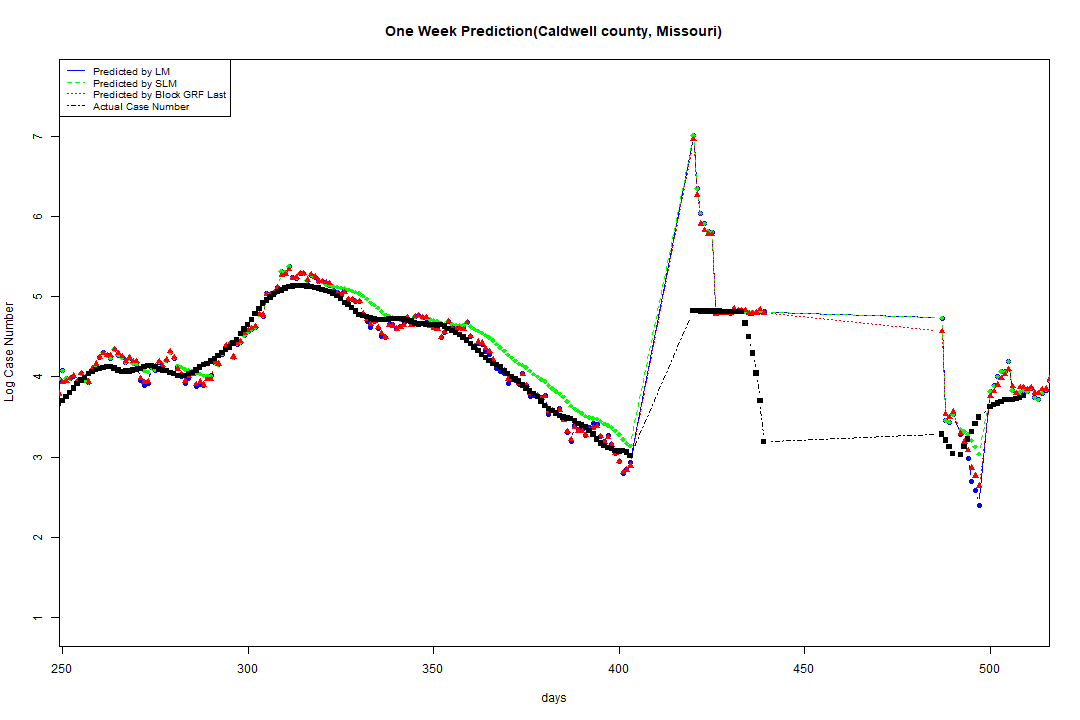 One Week Prediction(Caldwell county, Missouri)
Predicted by LM
Predicted by SLM
Predicted by Block GRF Last
Actual Case Number
7
6
5
4
3
2
1
Log Case Number
250 300 350 400 450 500
days